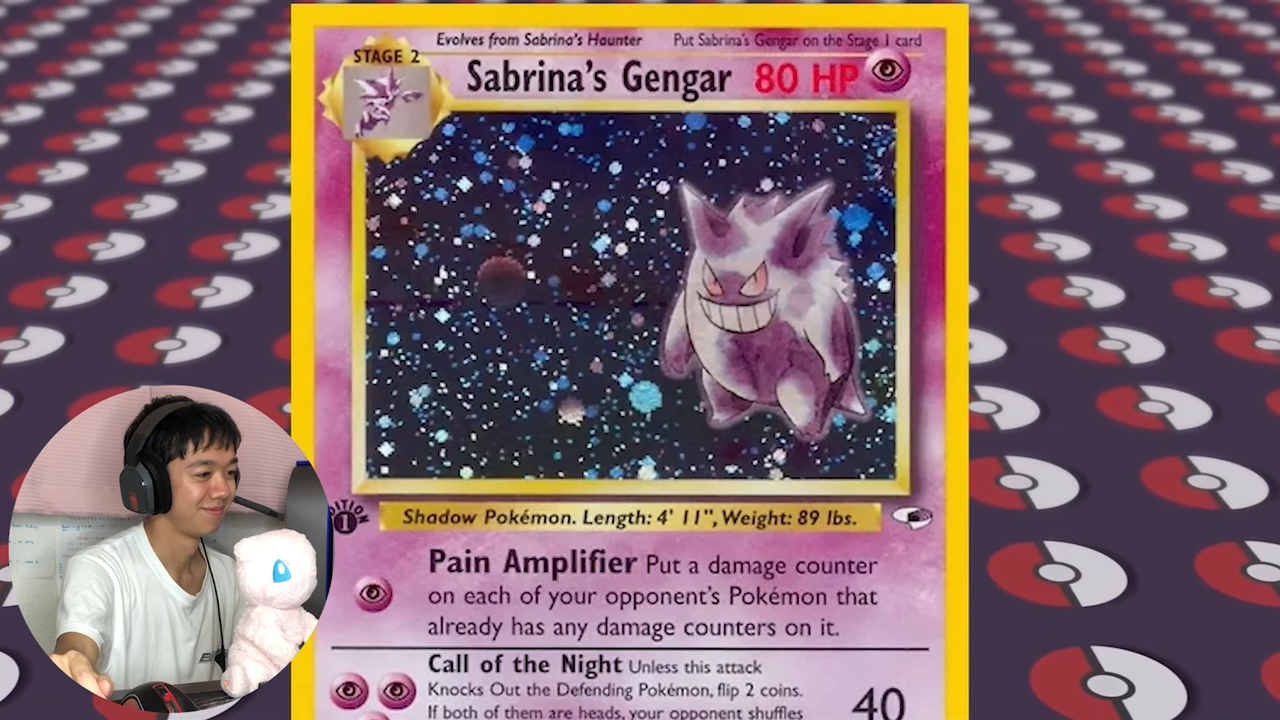 Evolves from Sabrina's Haunter Put Sabrina's Gengar on the Stage 1 card
STAGE 2
Sabrina's Gengar 80 HP
DITION
1
Shadow Pokémon. Length: 4' 11", Weight: 89 lbs.
Pain Amplifier Put a damage counter
on each of your opponent's Pokémon that
already has any damage counters on it.
Call of the Night Unless this attack
Knocks Out the Defending Pokémon, flip 2 coins.
If both of them are heads, your opponent shuffles
40